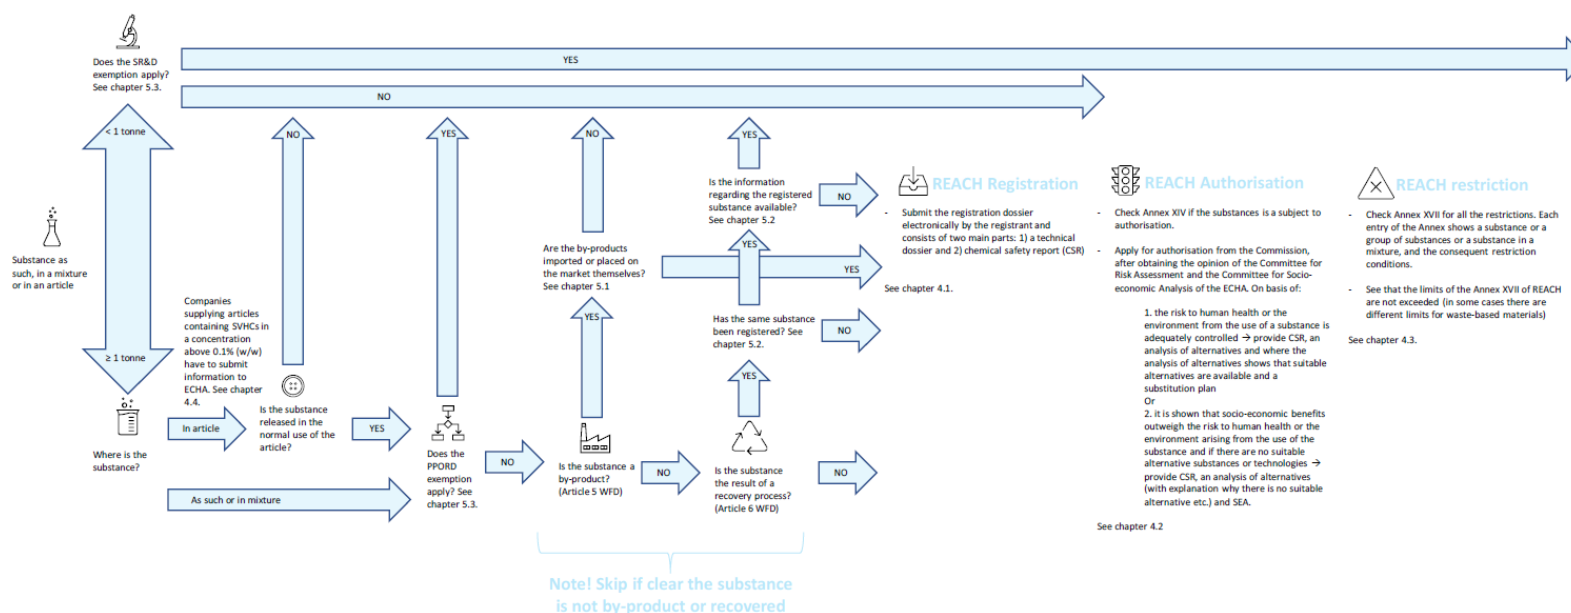 Does the SR&D
exemption apply?
See chapter 5.3.
YES
NO
< 1 tonne
≥ 1 tonne
Substance as
such, in a mixture
or in an article
Where is the
substance?
In article
As such or in mixture
Companies
supplying articles
containing SVHCs in
a concentration
above 0.1% (w/w)
have to submit
information to
ECHA. See chapter
4.4.
NO
Is the substance
released in the
normal use of the
article?
YES
YES
Does the
PPORD
exemption
apply? See
chapter 5.3.
NO
NO
Are the by-products
imported or placed on
the market themselves?
See chapter 5.1
YES
YES
Is the substance a
by-product?
(Article 5 WFD)
NO
YES
Is the information
regarding the registered
substance available?
See chapter 5.2
NO
YES
Has the same substance
been registered? See
chapter 5.2.
NO
YES
Is the substance
the result of a
recovery process?
(Article 6 WFD)
NO
Note! Skip if clear the substance
is not by-product or recovered
REACH Registration
- Submit the registration dossier
electronically by the registrant and
consists of two main parts: 1) a technical
dossier and 2) chemical safety report (CSR)
See chapter 4.1.
REACH Authorisation
- Check Annex XIV if the substances is a subject to
authorisation.
- Apply for authorisation from the Commission,
after obtaining the opinion of the Committee for
Risk Assessment and the Committee for Socio-
economic Analysis of the ECHA. On basis of:
1. the risk to human health or the
environment from the use of a substance is
adequately controlled → provide CSR, an
analysis of alternatives and where the
analysis of alternatives shows that suitable
alternatives are available and a
substitution plan
Or
2. it is shown that socio-economic benefits
outweigh the risk to human health or the
environment arising from the use of the
substance and if there are no suitable
alternative substances or technologies →
provide CSR, an analysis of alternatives
(with explanation why there is no suitable
alternative etc.) and SEA.
See chapter 4.2
REACH restriction
- Check Annex XVII for all the restrictions. Each
entry of the Annex shows a substance or a
group of substances or a substance in a
mixture, and the consequent restriction
conditions.
- See that the limits of the Annex XVII of REACH
are not exceeded (in some cases there are
different limits for waste-based materials)
See chapter 4.3.